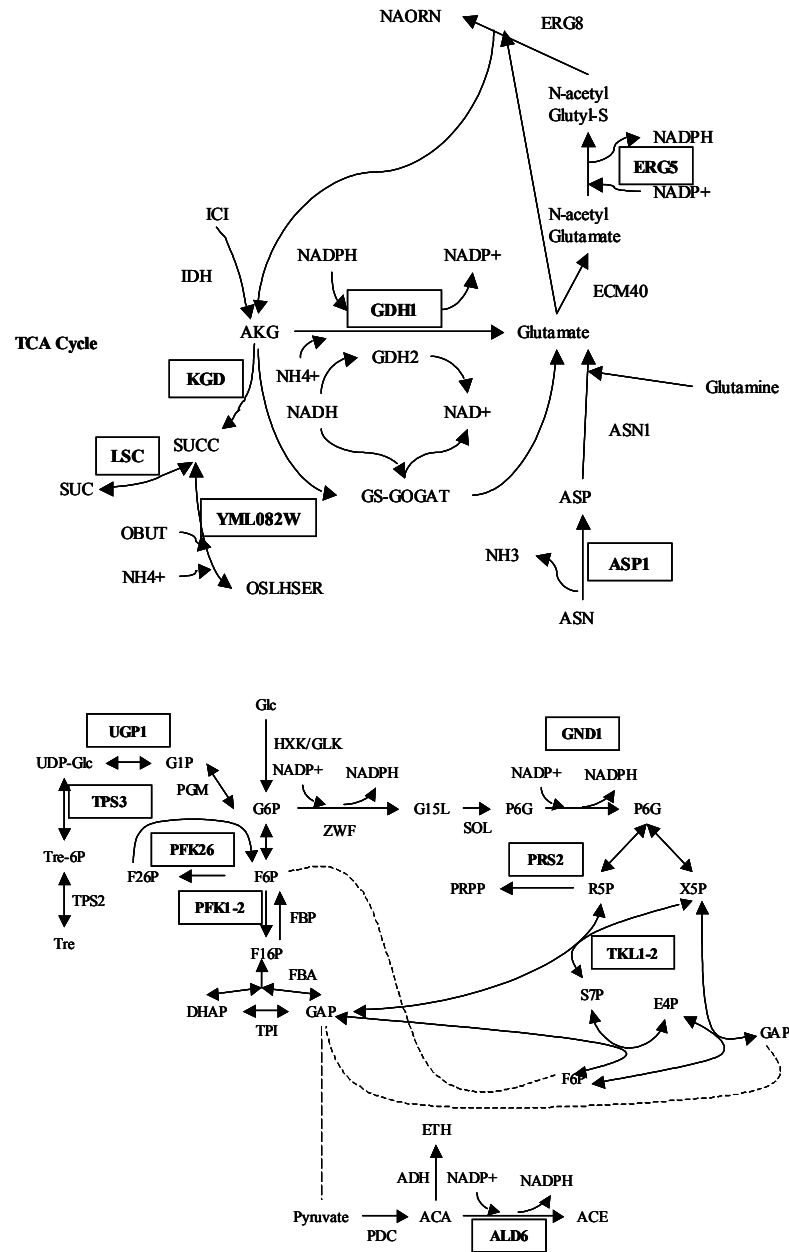 NAORN
ERG8
N-acetyl
Glutyl-S
NADPH
ERG5
NADP+
N-acetyl
Glutamate
ICI
IDH
NADPH
NADP+
ECM40
GDH1
AKG
Glutamate
TCA Cycle
NH4+
GDH2
KGD
Glutamine
NADH
NAD+
ASN1
SUCC
LSC
SUC
GS-GOGAT
ASP
YML082W
OBUT
NH3
ASP1
NH4+
OSLHSER
ASN
Glc
UGP1
GND1
HXK/GLK
UDP-Glc
G1P
NADP+
NADPH
NADP+
NADPH
PGM
TPS3
G6P
G15L
P6G
P6G
ZWF
SOL
Tre-6P
PFK26
PRS2
F26P
F6P
PRPP
R5P
X5P
TPS2
PFK1-2
FBP
Tre
F16P
TKL1-2
FBA
S7P
E4P
DHAP
GAP
TPI
GAP
F6P
ETH
ADH
NADP+
NADPH
Pyruvate
ACA
ACE
PDC
ALD6